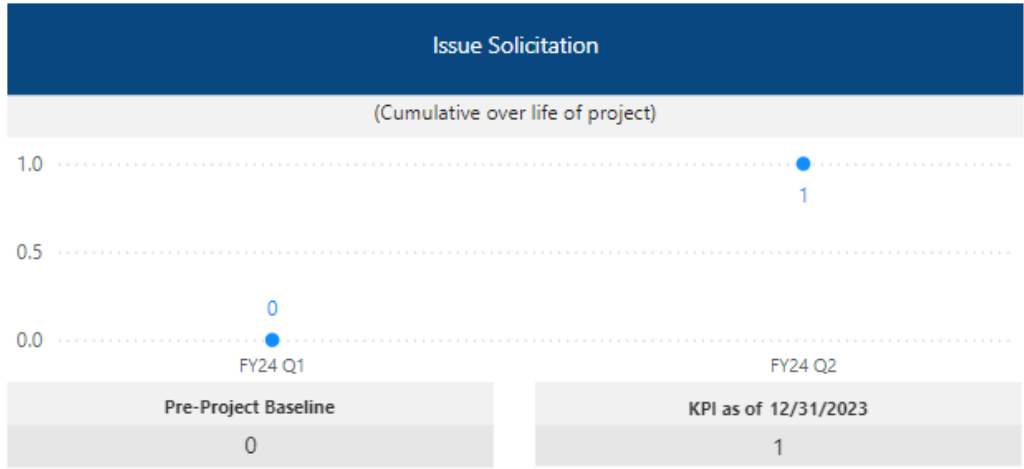 Issue Solicitation
(Cumulative over life of project)
1.0
1
0.5
0
0.0
FY24 Q1 FY24 Q2
Pre-Project Baseline KPI as of 12/31/2023
0 1